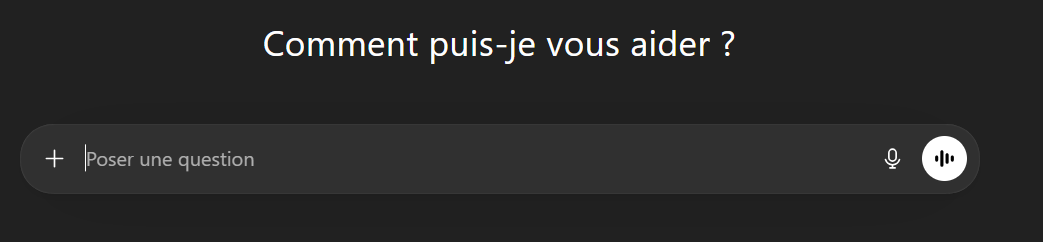 Comment puis-je vous aider ?
Poser une question